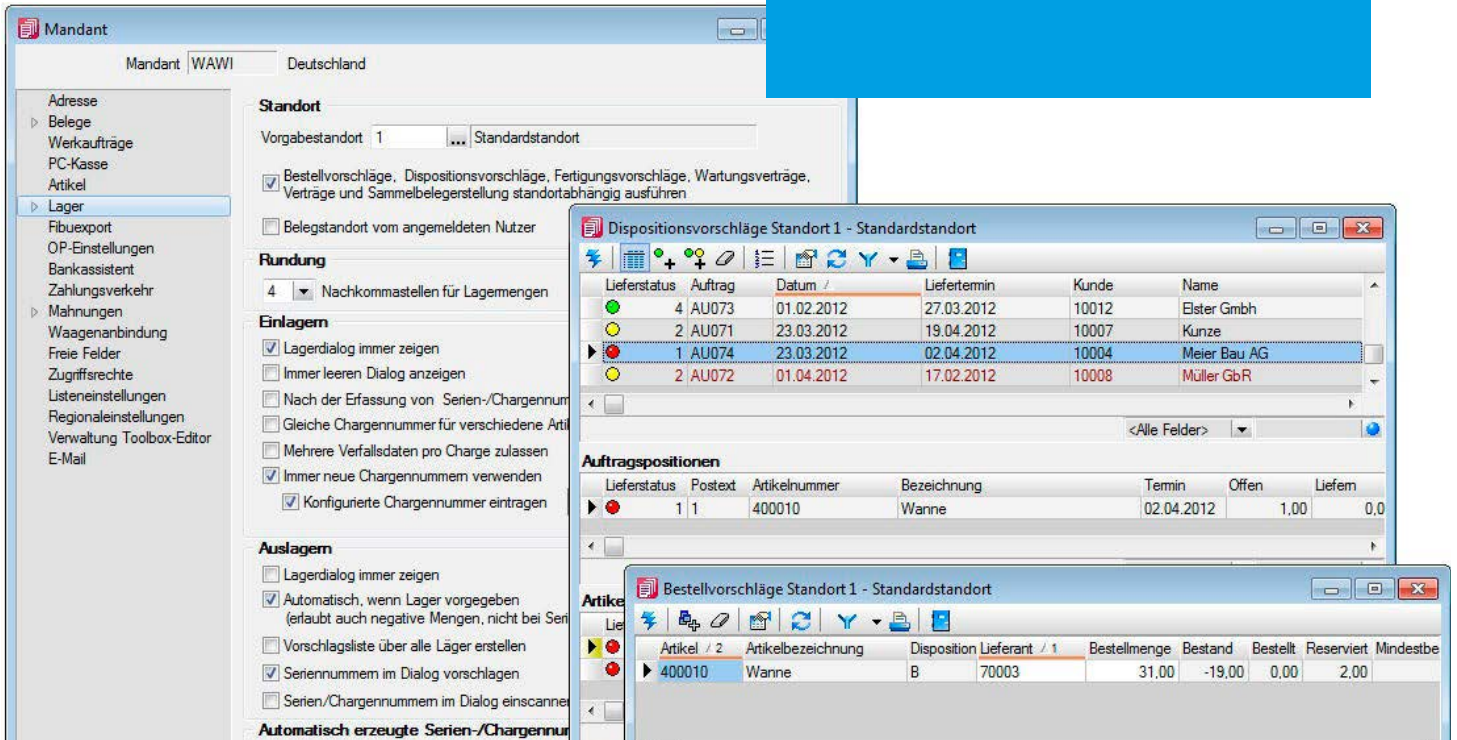 Mandant
Mandant WAWI Deutschland
Adresse
Belege
Werkaufträge
PC-Kasse
Artikel
Lager
Fibuexport
OP-Einstellungen
Bankassistent
Zahlungsverkehr
Mahnungen
Waagenanbindung
Freie Felder
Zugriffsrechte
Listeneinstellungen
Regionaleinstellungen
Verwaltung Toolbox-Editor
E-Mail
Standort
Vorgabestandort 1 ... Standardstandort
Bestellvorschläge, Dispositionsvorschläge, Fertigungsvorschläge, Wartungsverträge,
Verträge und Sammelbelegerstellung standortabhängig ausführen
Belegstandort vom angemeldeten Nutzer
Rundung
4 Nachkommastellen für Lagermengen
Einlagern
Lagerdialog immer zeigen
Immer leeren Dialog anzeigen
Nach der Erfassung von Serien-/Chargennum
Gleiche Chargennummer für verschiedene Arti
Mehrere Verfallsdaten pro Charge zulassen
Immer neue Chargennummern verwenden
Konfigurierte Chargennummer eintragen
Auslagern
Lagerdialog immer zeigen
Automatisch, wenn Lager vorgegeben
(erlaubt auch negative Mengen, nicht bei Seri
Vorschlagsliste über alle Läger erstellen
Seriennummern im Dialog vorschlagen
Serien/Chargennummern im Dialog einscannen
Automatisch erzeugte Serien-/Chargennur
Dispositionsvorschläge Standort 1 - Standardstandort
Lieferstatus Auftrag Datum / Liefertermin Kunde Name
4 AU073 01.02.2012 27.03.2012 10012 Elster Gmbh
2 AU071 23.03.2012 19.04.2012 10007 Kunze
1 AU074 23.03.2012 02.04.2012 10004 Meier Bau AG
2 AU072 01.04.2012 17.02.2012 10008 Müller GbR
<Alle Felder>
Auftragspositionen
Lieferstatus Postext Artikelnummer Bezeichnung Termin Offen Liefern
1 1 400010 Wanne 02.04.2012 1,00 0,0
Artike
Lie
Bestellvorschläge Standort 1 - Standardstandort
Artikel / 2 Artikelbezeichnung Disposition Lieferant / 1 Bestellmenge Bestand Bestellt Reserviert Mindestbe
400010 Wanne B 70003 31,00 -19,00 0,00 2,00